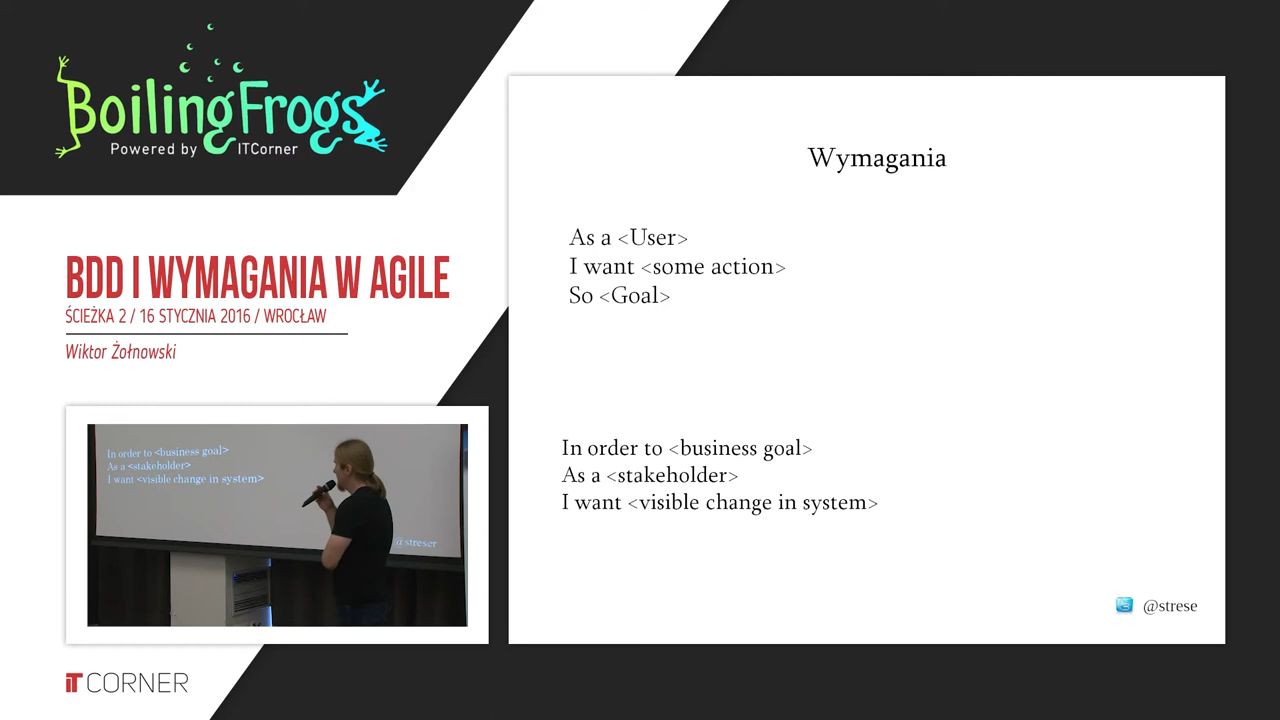 BoilingFrogs
Powered by ITCorner
BDD I WYMAGANIA W AGILE
ŚCIEŻKA 2 / 16 STYCZNIA 2016 / WROCŁAW
Wiktor Żołnowski
In order to <business goal>
As a <stakeholder>
I want <visible change in system>
@streser
iT CORNER
Wymagania
As a <User>
I want <some action>
So <Goal>
In order to <business goal>
As a <stakeholder>
I want <visible change in system>
@strese